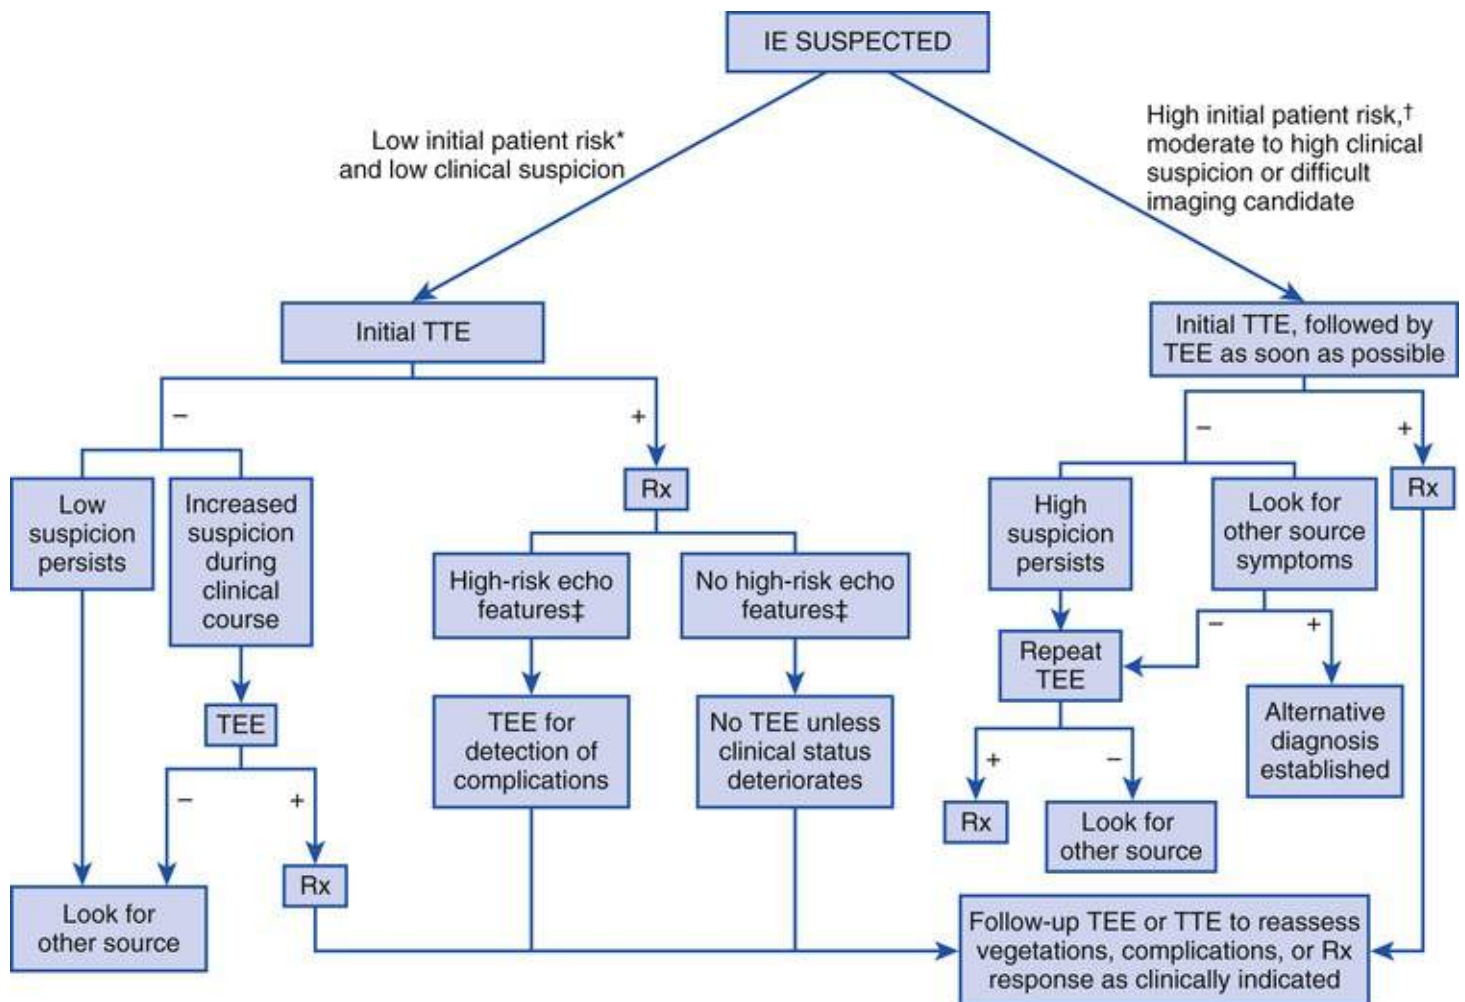 IE SUSPECTED
Low initial patient risk*
and low clinical suspicion
High initial patient risk,†
moderate to high clinical
suspicion or difficult
imaging candidate
Initial TTE
Initial TTE, followed by
TEE as soon as possible
–
+
–
+
Low
suspicion
persists
Increased
suspicion
during
clinical
course
Rx
High
suspicion
persists
Look for
other source
symptoms
Rx
High-risk echo
features‡
No high-risk echo
features‡
–
+
Repeat
TEE
TEE
TEE for
detection of
complications
No TEE unless
clinical status
deteriorates
Alternative
diagnosis
established
–
+
+
–
Rx
Look for
other source
Rx
Look for
other source
Follow-up TEE or TTE to reassess
vegetations, complications, or Rx
response as clinically indicated